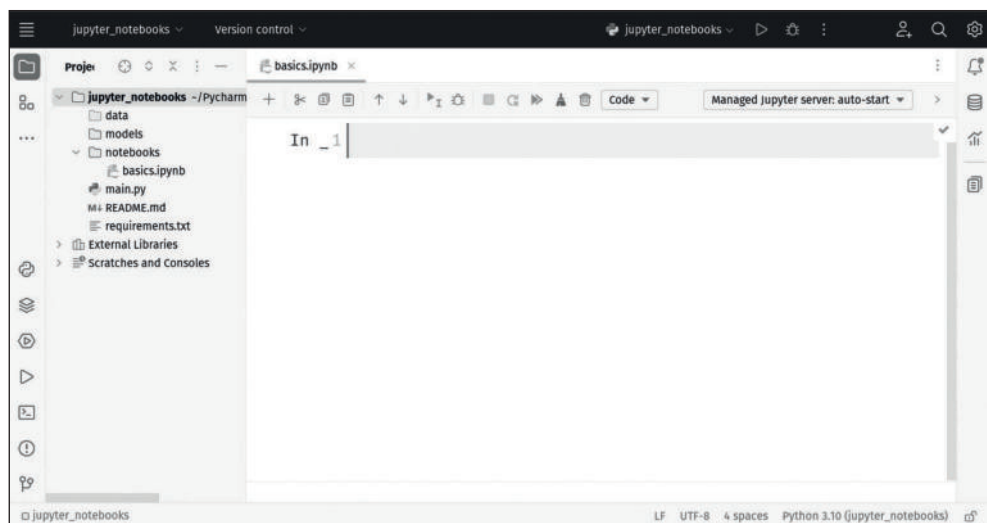 jupyter_notebooks Version control jupyter_notebooks
Proje
basics.ipynb
jupyter_notebooks ~/Pycharm
data
models
notebooks
basics.ipynb
main.py
M↓ README.md
requirements.txt
External Libraries
Scratches and Consoles
Code Managed Jupyter server: auto-start
In _ 1
jupyter_notebooks LF UTF-8 4 spaces Python 3.10 (jupyter_notebooks)